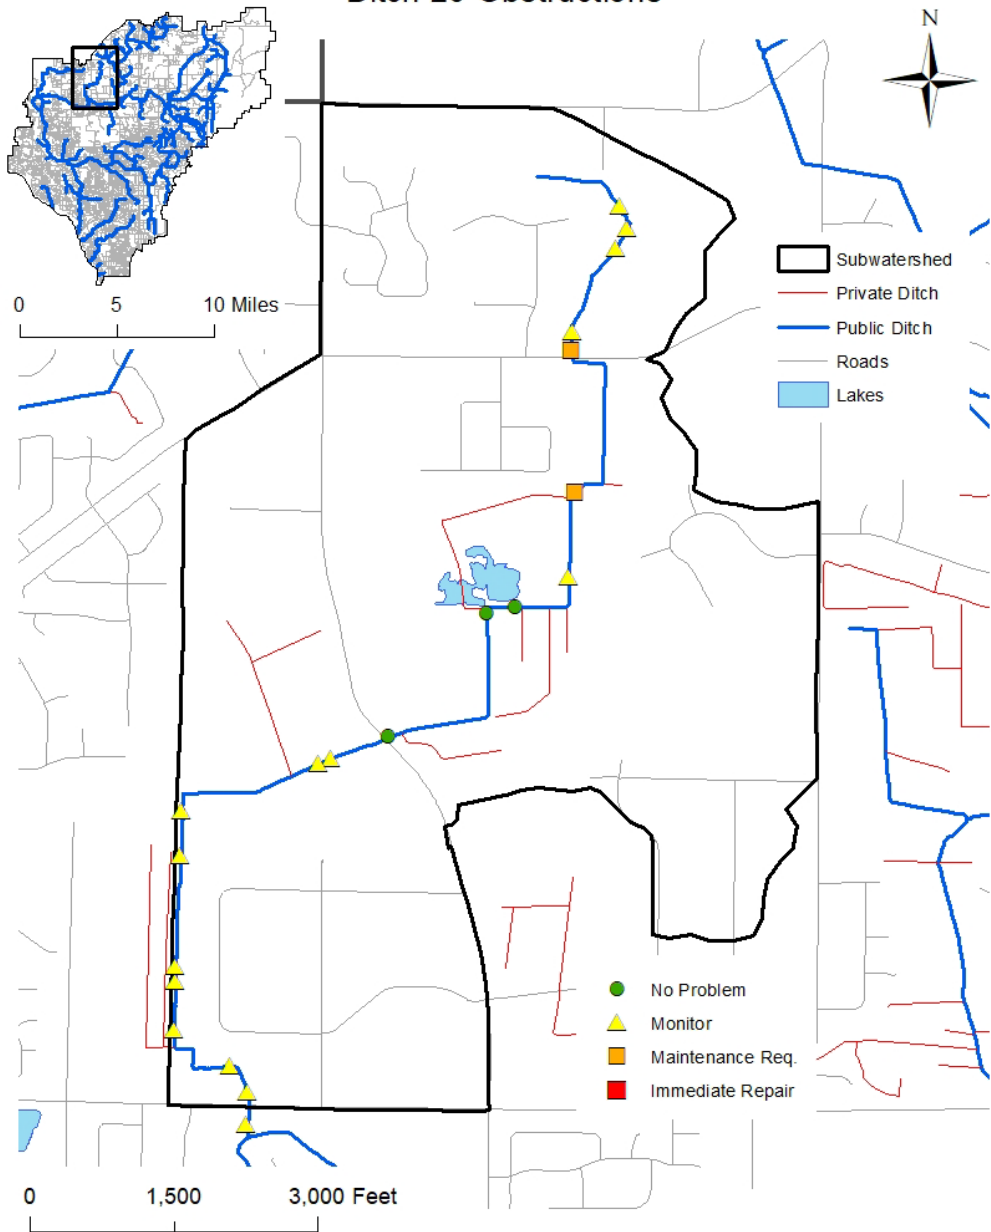 N
0 5 10 Miles
Subwatershed
Private Ditch
Public Ditch
Roads
Lakes
No Problem
Monitor
Maintenance Req.
Immediate Repair
0 1,500 3,000 Feet